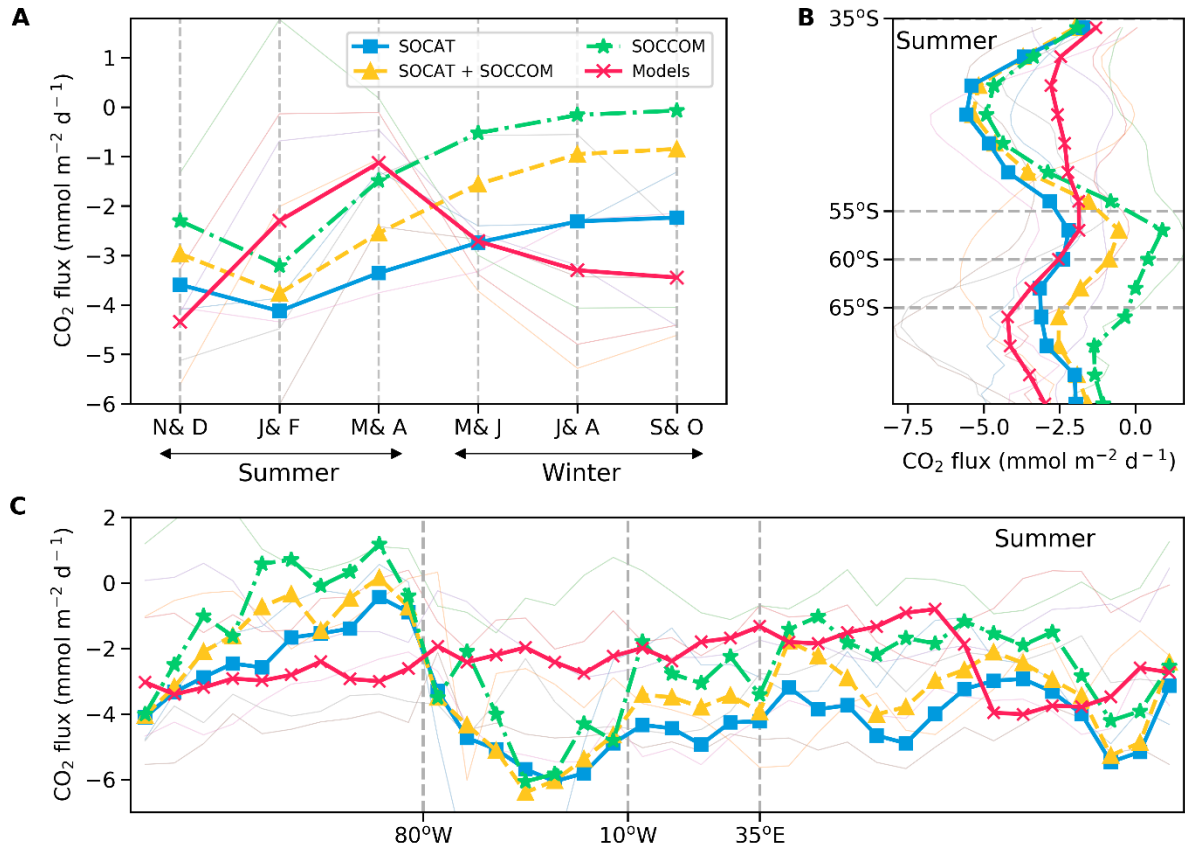 A
CO₂ flux (mmol m⁻² d⁻¹)
1
0
−1
−2
−3
−4
−5
−6
SOCAT
SOCAT + SOCCOM
SOCCOM
Models
N& D
J& F
M& A
M& J
J& A
S& O
Summer
Winter
B
35°S
Summer
55°S
60°S
65°S
−7.5
−5.0
−2.5
0.0
CO₂ flux (mmol m⁻² d⁻¹)
C
CO₂ flux (mmol m⁻² d⁻¹)
2
0
−2
−4
−6
Summer
80°W
10°W
35°E